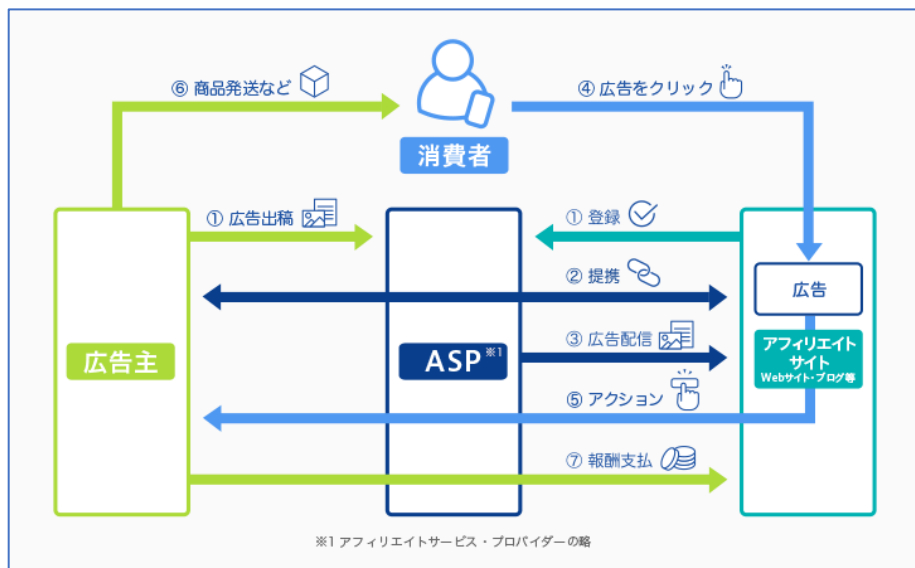 ⑥ 商品発送など
④ 広告をクリック
消費者
① 広告出稿
① 登録
② 提携
広告
広告主
ASP※1
③ 広告配信
アフィリエイト
サイト
Webサイト・ブログ等
⑤ アクション
⑦ 報酬支払
※1 アフィリエイトサービス・プロバイダーの略